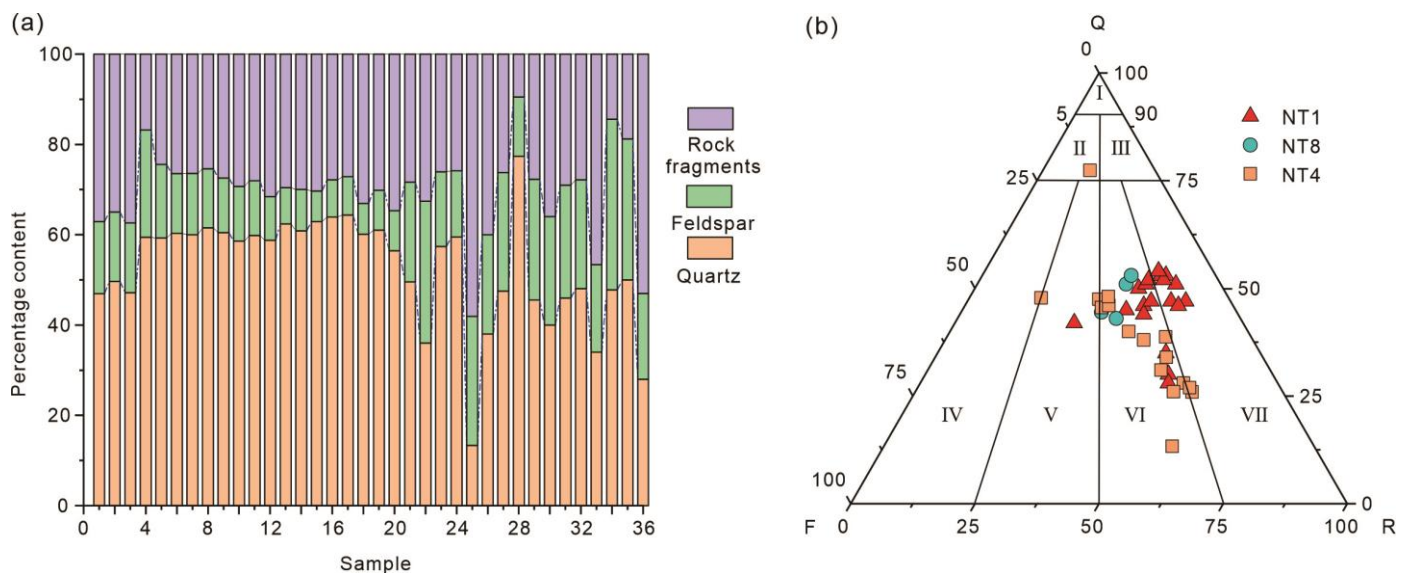 (a)
Percentage content
100
80
60
40
20
0
0
4
8
12
16
20
24
28
32
36
Sample
Rock
fragments
Feldspar
Quartz
(b)
Q
0
100
I
5
90
II
III
25
75
50
50
75
25
IV
V
VI
VII
100
0
F
0
25
50
75
100
R
NT1
NT8
NT4